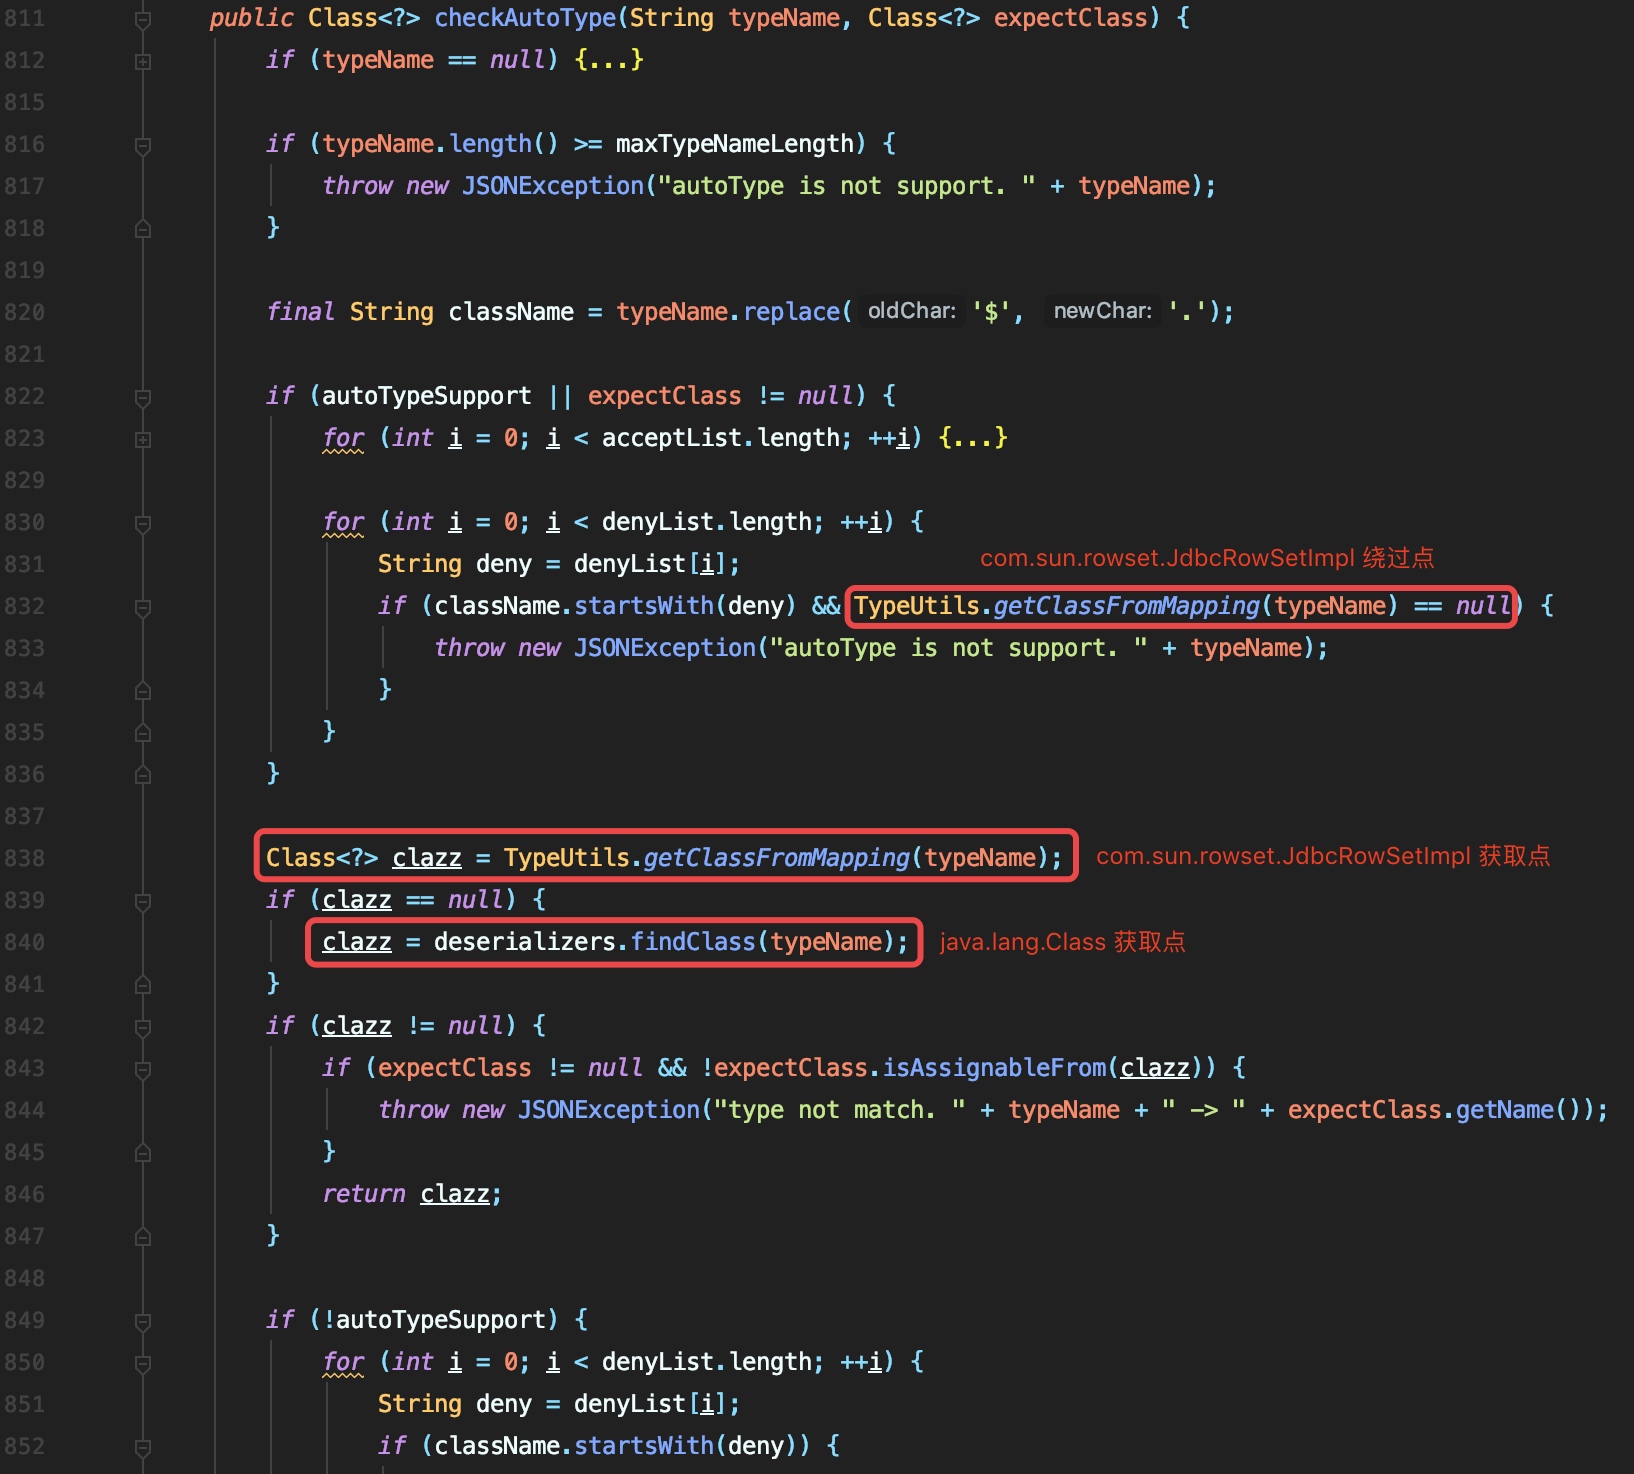 811 public Class<?> checkAutoType(String typeName, Class<?> expectClass) {
812 if (typeName == null) {...}
815
816 if (typeName.length() >= maxTypeNameLength) {
817 throw new JSONException("autoType is not support. " + typeName);
818 }
819
820 final String className = typeName.replace( oldChar: '$', newChar: '.');
821
822 if (autoTypeSupport || expectClass != null) {
823 for (int i = 0; i < acceptList.length; ++i) {...}
829
830 for (int i = 0; i < denyList.length; ++i) {
831 String deny = denyList[i]; com.sun.rowset.JdbcRowSetImpl 绕过点
832 if (className.startsWith(deny) && TypeUtils.getClassFromMapping(typeName) == null) {
833 throw new JSONException("autoType is not support. " + typeName);
834 }
835 }
836 }
837
838 Class<?> clazz = TypeUtils.getClassFromMapping(typeName); com.sun.rowset.JdbcRowSetImpl 获取点
839 if (clazz == null) {
840 clazz = deserializers.findClass(typeName); java.lang.Class 获取点
841 }
842 if (clazz != null) {
843 if (expectClass != null && !expectClass.isAssignableFrom(clazz)) {
844 throw new JSONException("type not match. " + typeName + " -> " + expectClass.getName());
845 }
846 return clazz;
847 }
848
849 if (!autoTypeSupport) {
850 for (int i = 0; i < denyList.length; ++i) {
851 String deny = denyList[i];
852 if (className.startsWith(deny)) {